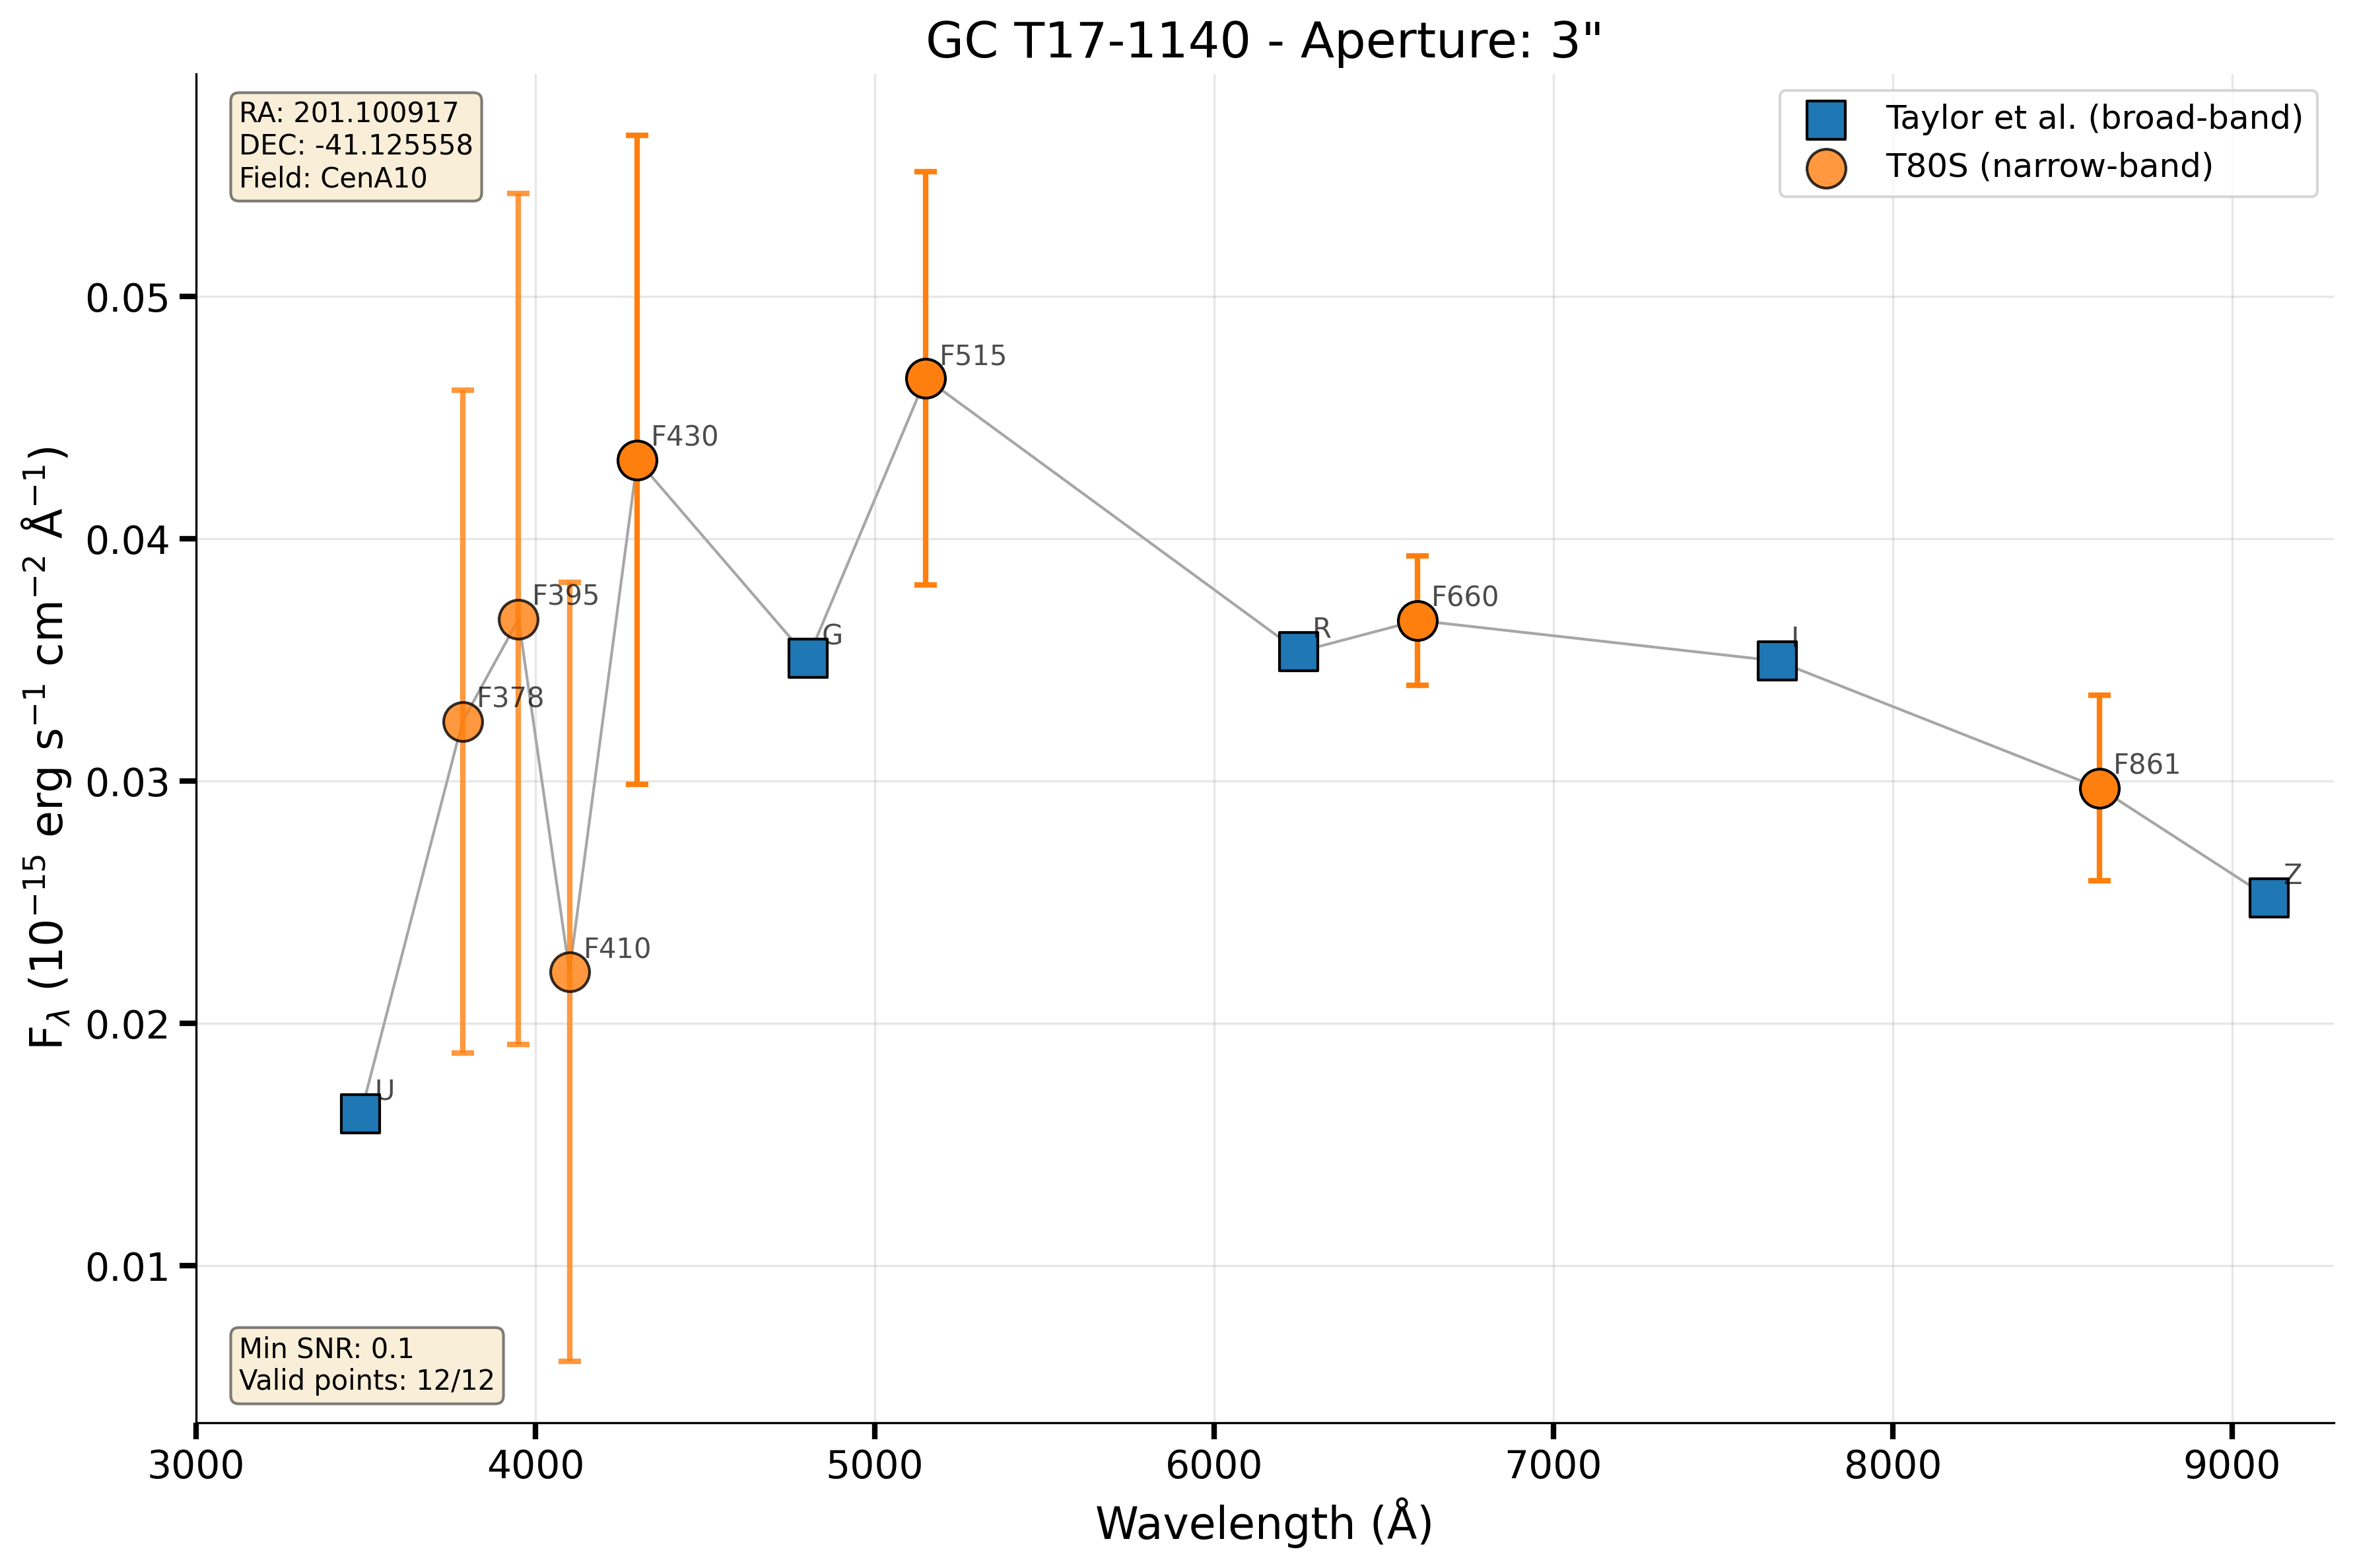 GC T17-1140 - Aperture: 3"
RA: 201.100917
DEC: -41.125558
Field: CenA10
Taylor et al. (broad-band)
T80S (narrow-band)
F_λ (10⁻¹⁵ erg s⁻¹ cm⁻² Å⁻¹)
0.05
0.04
0.03
0.02
0.01
U
F378
F395
F410
F430
G
F515
R
F660
I
F861
Z
Min SNR: 0.1
Valid points: 12/12
3000 4000 5000 6000 7000 8000 9000
Wavelength (Å)